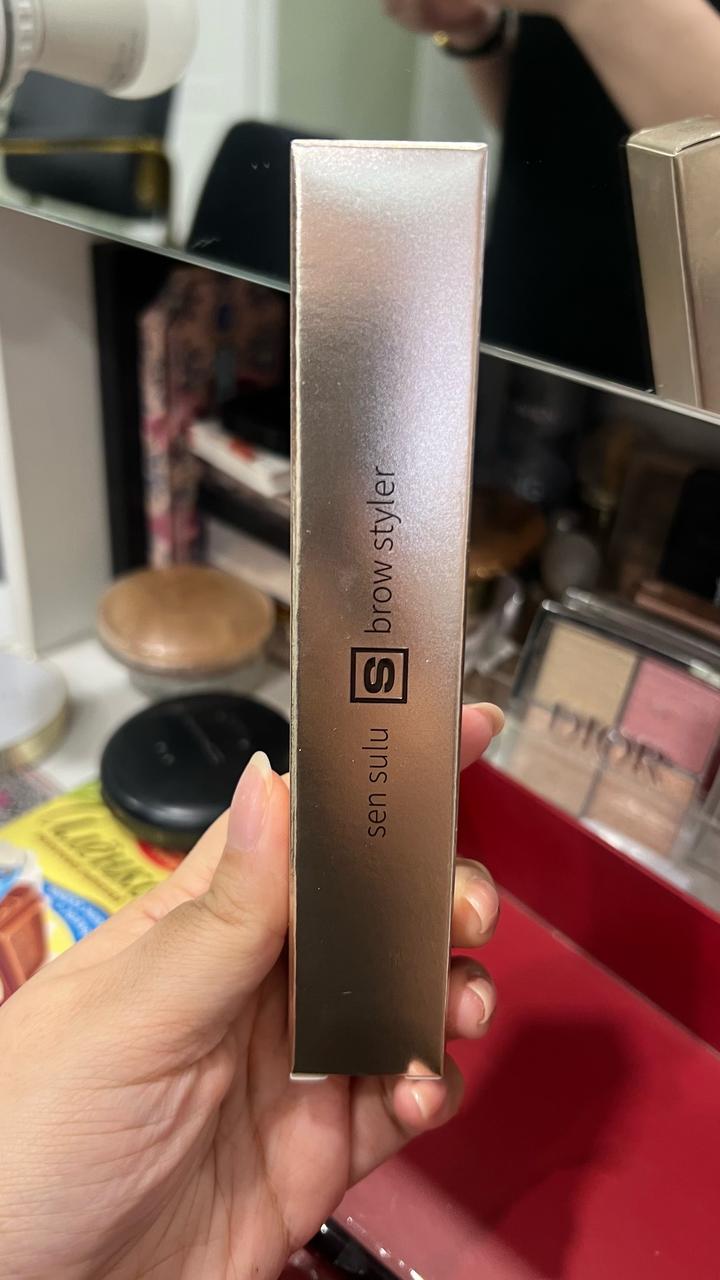 sen sulu S brow styler
DIOR